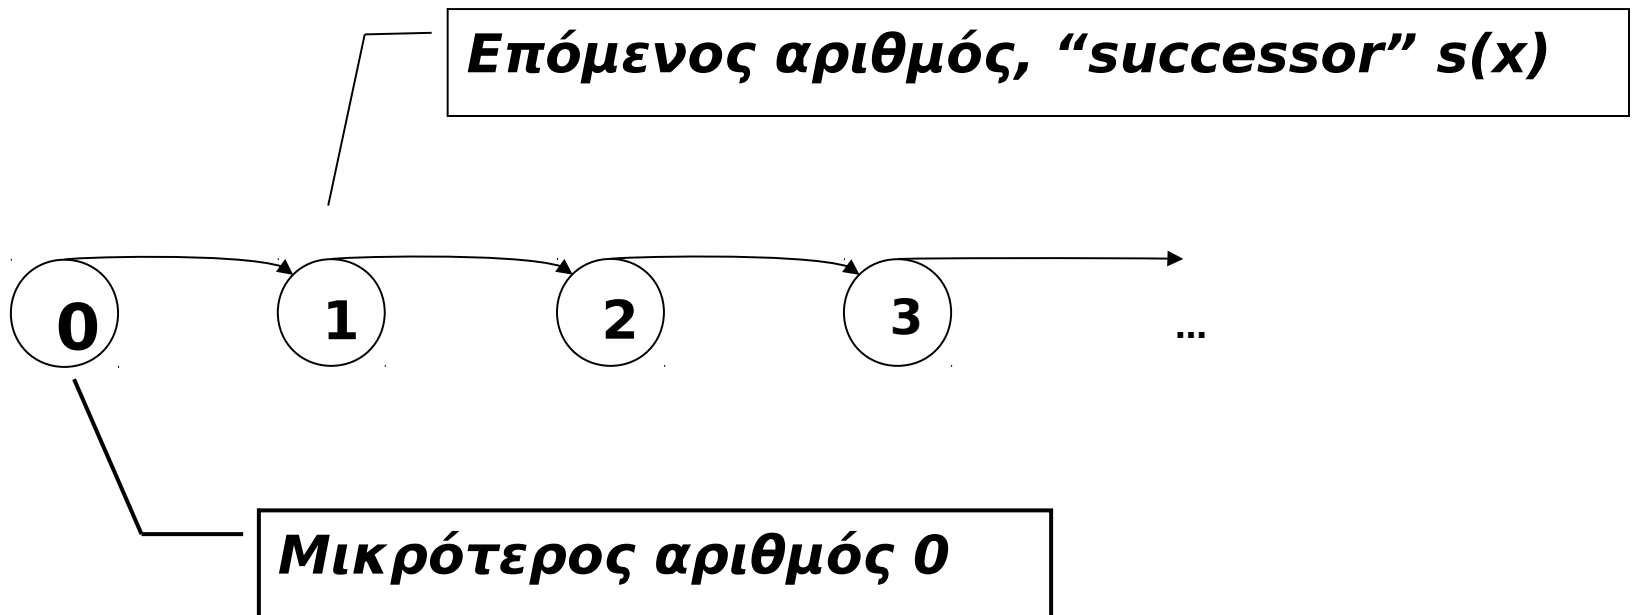 Επόμενος αριθμός, “successor” s(x)
0 1 2 3 ...
Μικρότερος αριθμός 0